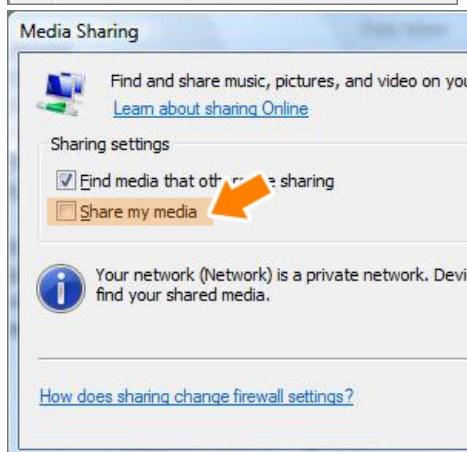 Media Sharing
Find and share music, pictures, and video on you
Learn about sharing Online
Sharing settings
Find media that oth sharing
Share my media
Your network (Network) is a private network. Devi
find your shared media.
How does sharing change firewall settings?